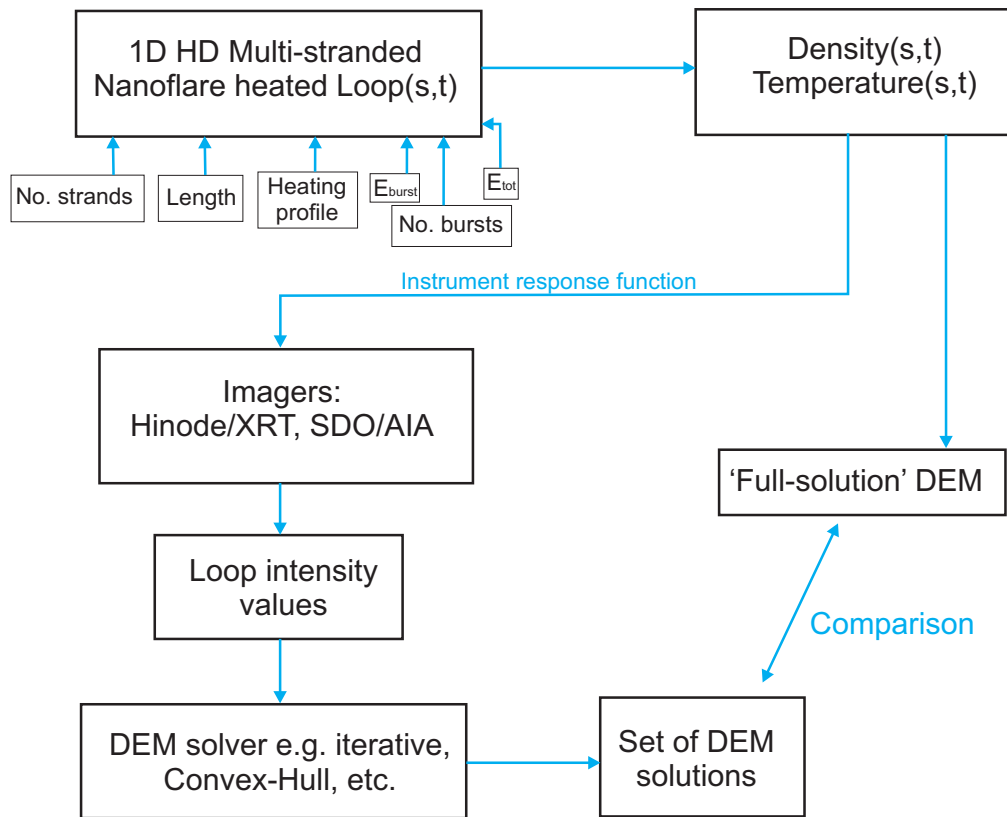 1D HD Multi-stranded
Nanoflare heated Loop(s,t)
Density(s,t)
Temperature(s,t)
No. strands
Length
Heating
profile
Eburst
No. bursts
Etot
Instrument response function
Imagers:
Hinode/XRT, SDO/AIA
‘Full-solution’ DEM
Loop intensity
values
Comparison
DEM solver e.g. iterative,
Convex-Hull, etc.
Set of DEM
solutions